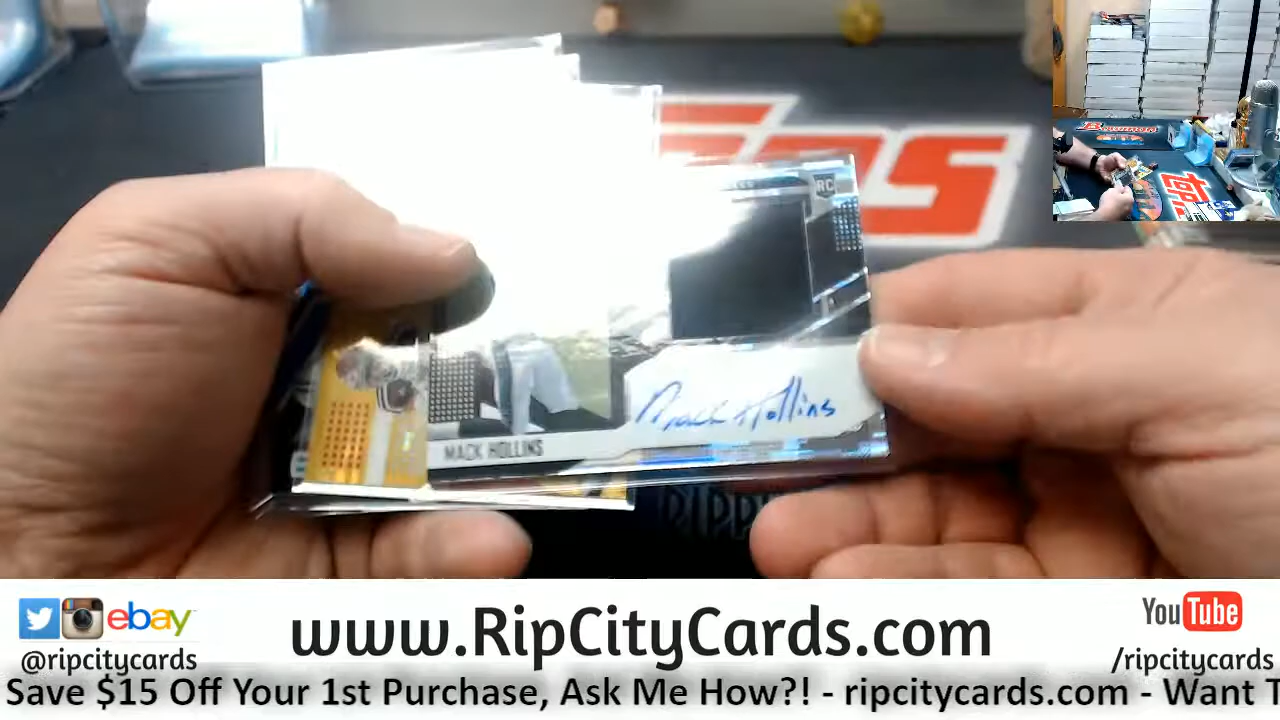 RC
MACK HOLLINS
Mack Hollins
RIPP
ebay
www.RipCityCards.com
YouTube
@ripcitycards
/ripcitycards
Save $15 Off Your 1st Purchase, Ask Me How?! - ripcitycards.com - Want T